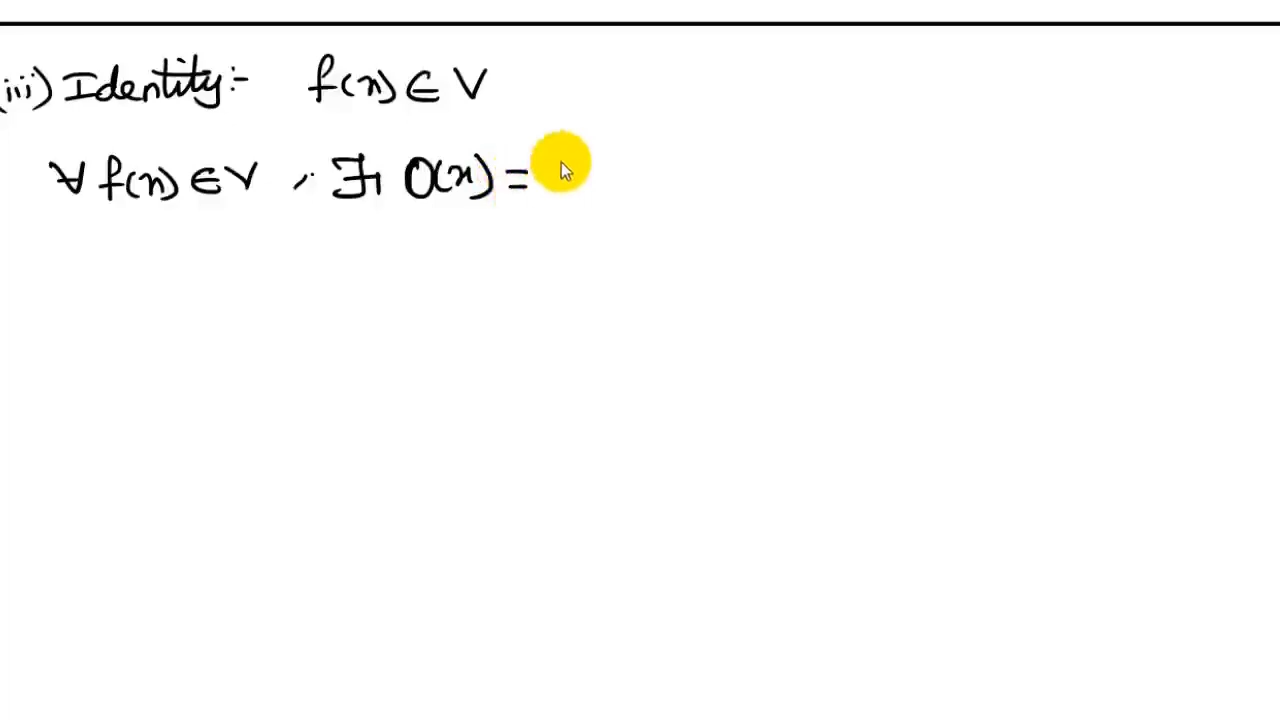 (iii) Identity:- f(x) ∈ V
∀ f(x) ∈ V , ∃ O(x) =